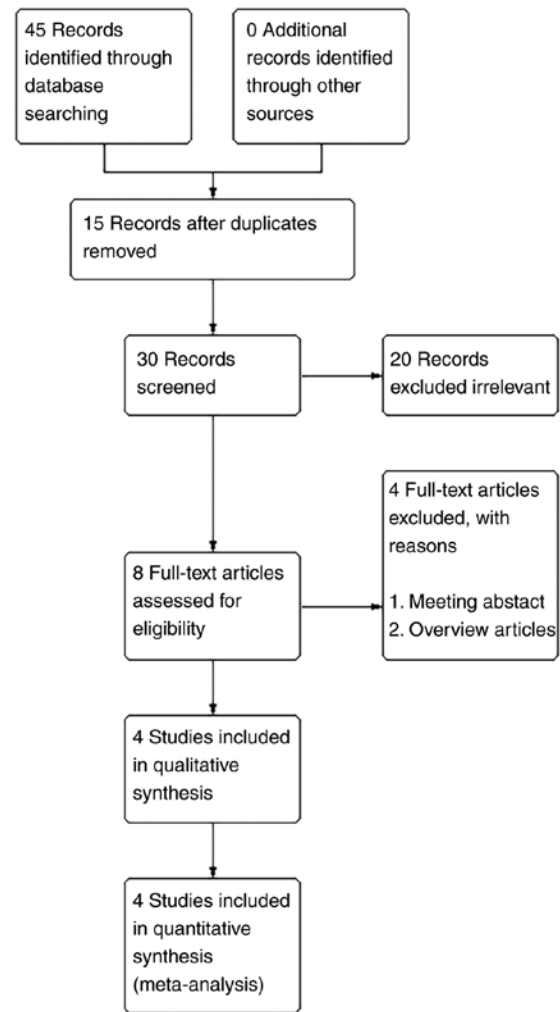 45 Records
identified through
database
searching
0 Additional
records identified
through other
sources
15 Records after duplicates
removed
30 Records
screened
20 Records
excluded irrelevant
4 Full-text articles
excluded, with
reasons
1. Meeting abstact
2. Overview articles
8 Full-text articles
assessed for
eligibility
4 Studies included
in qualitative
synthesis
4 Studies included
in quantitative
synthesis
(meta-analysis)